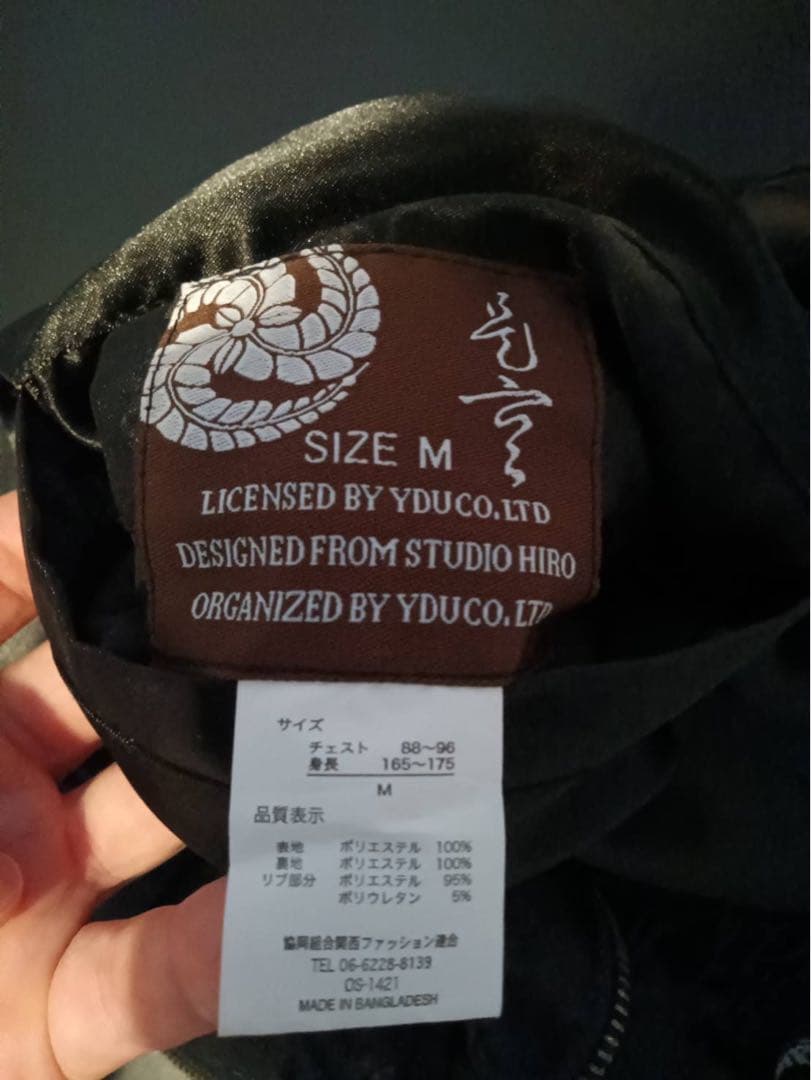 SIZE M
LICENSED BY YDU CO.LTD
DESIGNED FROM STUDIO HIRO
ORGANIZED BY YDU CO.LTD
サイズ
チェスト 88〜96
身長 165〜175
M
品質表示
表地 ポリエステル 100%
裏地 ポリエステル 100%
リブ部分 ポリエステル 95%
ポリウレタン 5%
協同組合関西ファッション連合
TEL 06-6228-8139
OS-1421
MADE IN BANGLADESH